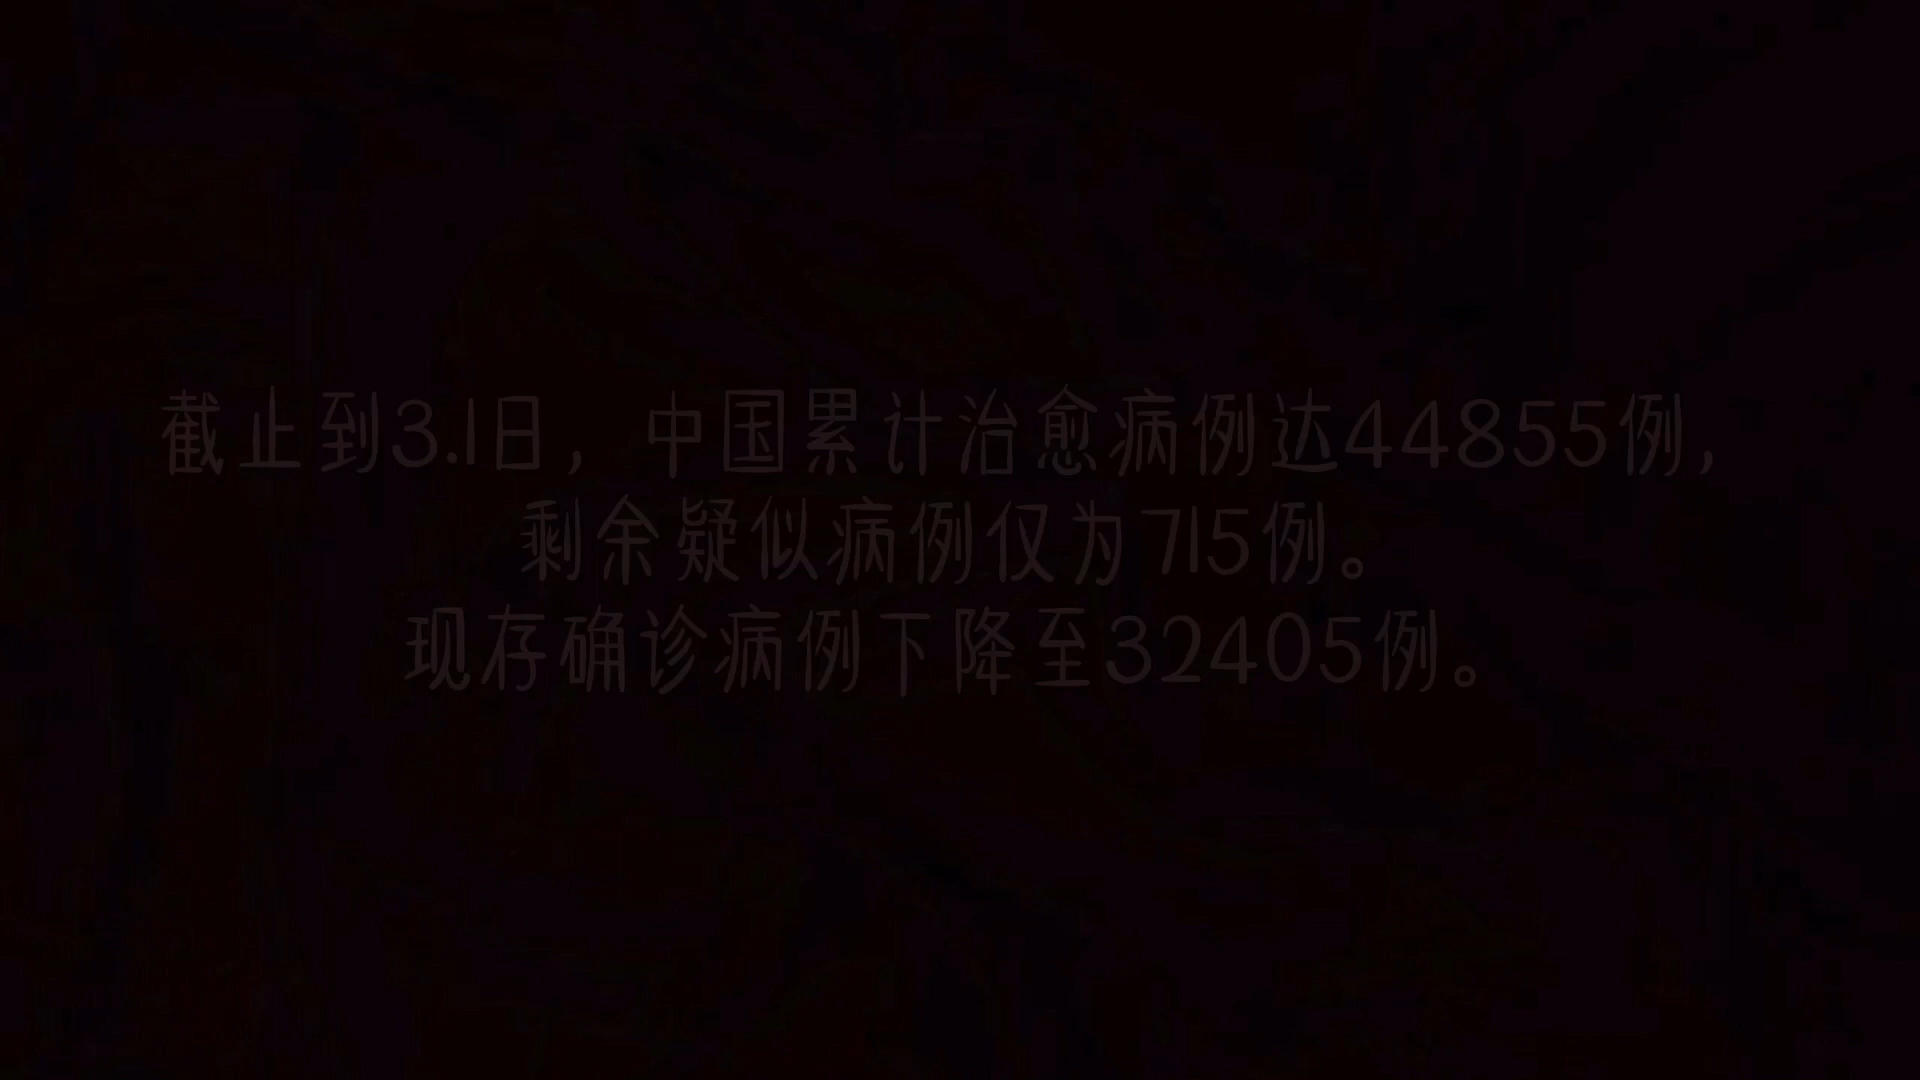 截止到3.1日，中国累计治愈病例达44855例，
剩余疑似病例仅为715例。
现存确诊病例下降至32405例。